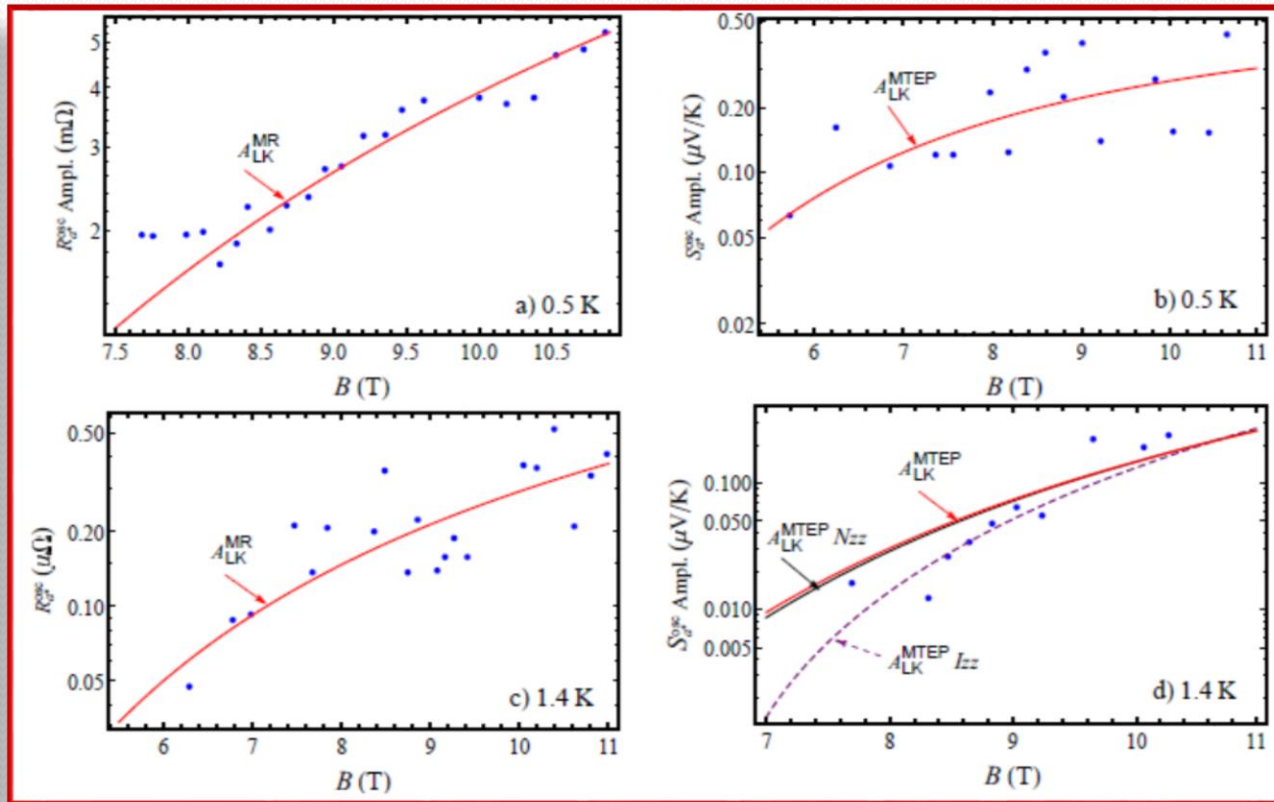 R_a*^osc Ampl. (mΩ)
5
4
3
2
A_LK^MR
a) 0.5 K
7.5 8.0 8.5 9.0 9.5 10.0 10.5
B (T)
S_a*^osc Ampl. (μV/K)
0.50
0.20
0.10
0.05
0.02
A_LK^MTEP
b) 0.5 K
6 7 8 9 10 11
B (T)
R_a*^osc (μΩ)
0.50
0.20
0.10
0.05
A_LK^MR
c) 1.4 K
6 7 8 9 10 11
B (T)
S_a*^osc Ampl. (μV/K)
0.100
0.050
0.010
0.005
A_LK^MTEP
A_LK^MTEP Nzz
A_LK^MTEP Izz
d) 1.4 K
7 8 9 10 11
B (T)